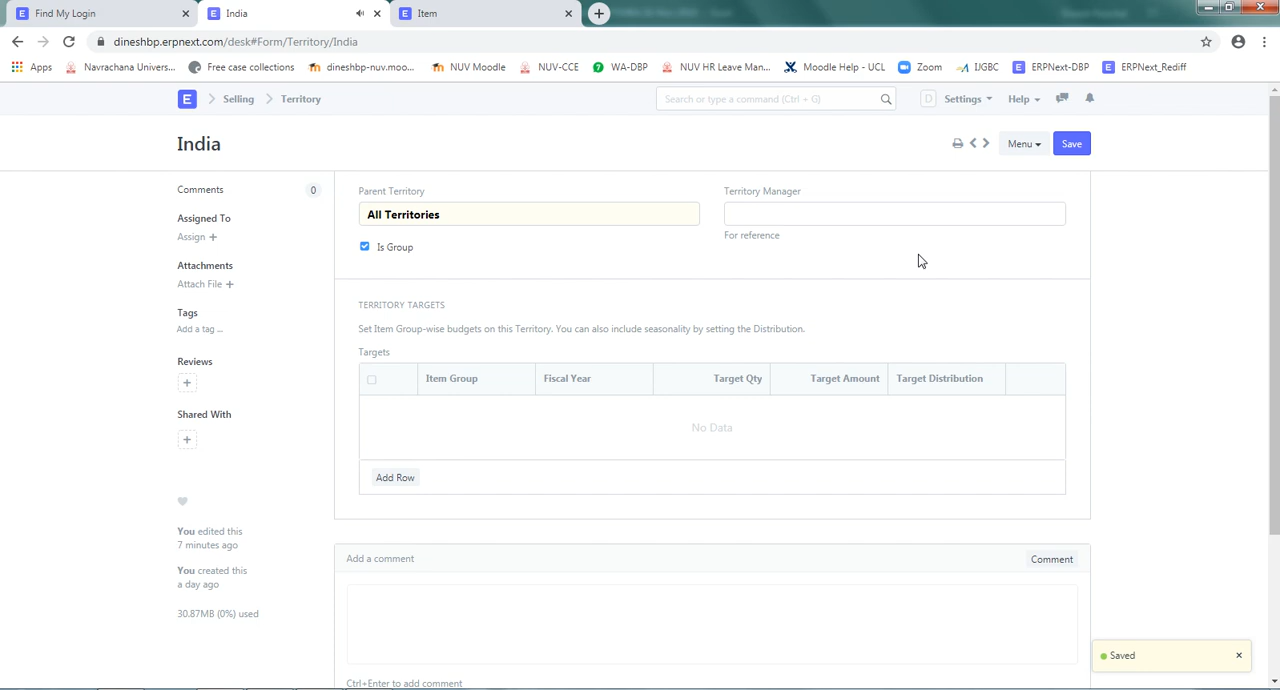 Find My Login
India
Item
dineshbp.erpnext.com/desk#Form/Territory/India
Apps
Navrachana Univers...
Free case collections
dineshbp-nuv.moo...
NUV Moodle
NUV-CCE
WA-DBP
NUV HR Leave Man...
Moodle Help - UCL
Zoom
IJGBC
ERPNext-DBP
ERPNext_Rediff
E
Selling
Territory
Search or type a command (Ctrl + G)
D
Settings
Help
India
Menu
Save
Comments
0
Assigned To
Assign +
Attachments
Attach File +
Tags
Add a tag ...
Reviews
+
Shared With
+
You edited this
7 minutes ago
You created this
a day ago
30.87MB (0%) used
Parent Territory
All Territories
Is Group
Territory Manager
For reference
TERRITORY TARGETS
Set Item Group-wise budgets on this Territory. You can also include seasonality by setting the Distribution.
Targets
Item Group
Fiscal Year
Target Qty
Target Amount
Target Distribution
No Data
Add Row
Add a comment
Comment
Ctrl+Enter to add comment
Saved